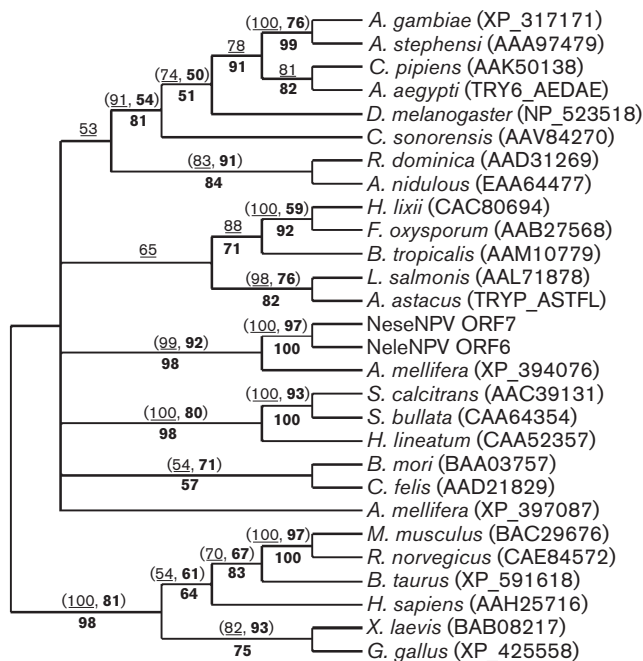 (100, 76)
A. gambiae (XP_317171)
78
99
A. stephensi (AAA97479)
(74, 50)
91
81
C. pipiens (AAK50138)
(91, 54)
51
82
A. aegypti (TRY6_AEDAE)
81
D. melanogaster (NP_523518)
53
C. sonorensis (AAV84270)
(83, 91)
R. dominica (AAD31269)
84
A. nidulous (EAA64477)
(100, 59)
H. lixii (CAC80694)
88
92
F. oxysporum (AAB27568)
65
71
B. tropicalis (AAM10779)
(98, 76)
L. salmonis (AAL71878)
82
A. astacus (TRYP_ASTFL)
(100, 97)
NeseNPV ORF7
(99, 92)
100
NeleNPV ORF6
98
A. mellifera (XP_394076)
(100, 93)
S. calcitrans (AAC39131)
(100, 80)
100
S. bullata (CAA64354)
98
H. lineatum (CAA52357)
(54, 71)
B. mori (BAA03757)
57
C. felis (AAD21829)
A. mellifera (XP_397087)
(100, 97)
M. musculus (BAC29676)
(70, 67)
100
R. norvegicus (CAE84572)
(54, 61)
83
B. taurus (XP_591618)
64
H. sapiens (AAH25716)
(100, 81)
98
(82, 93)
X. laevis (BAB08217)
75
G. gallus (XP_425558)